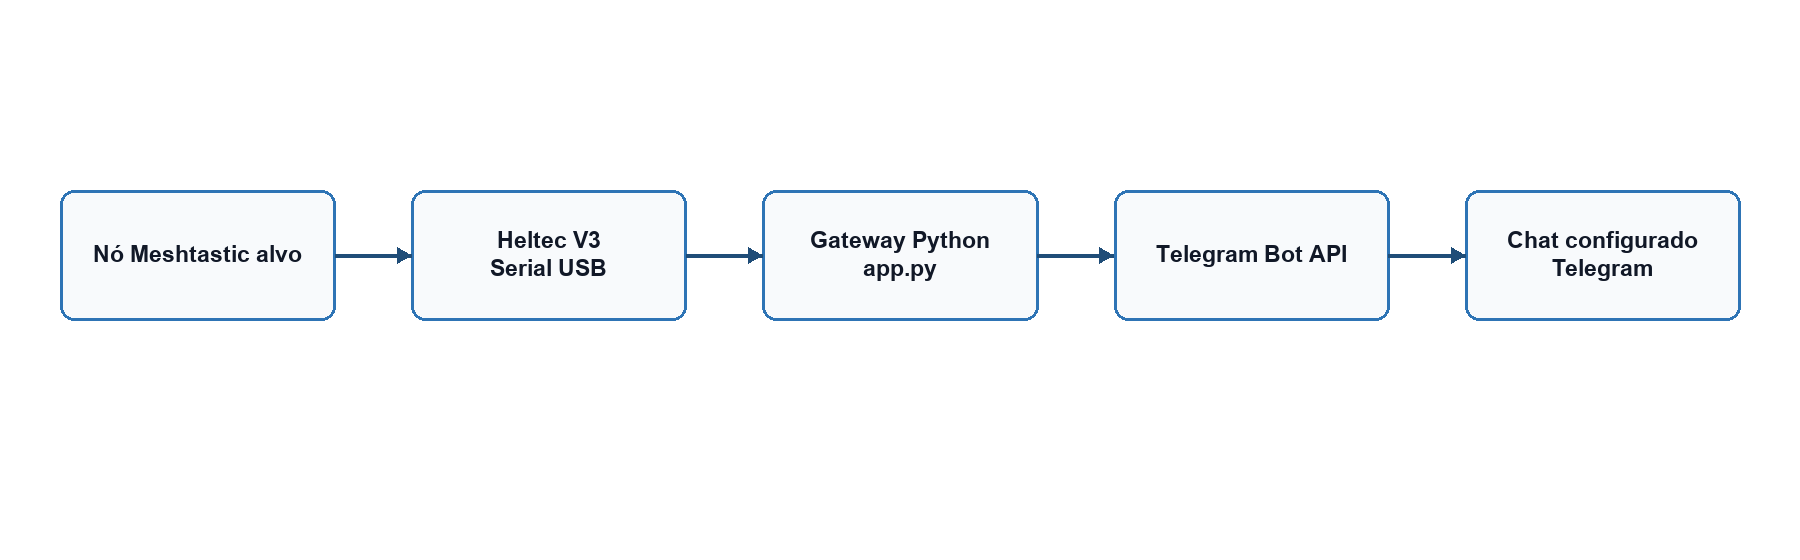 Nó Meshtastic alvo
Heltec V3
Serial USB
Gateway Python
app.py
Telegram Bot API
Chat configurado
Telegram